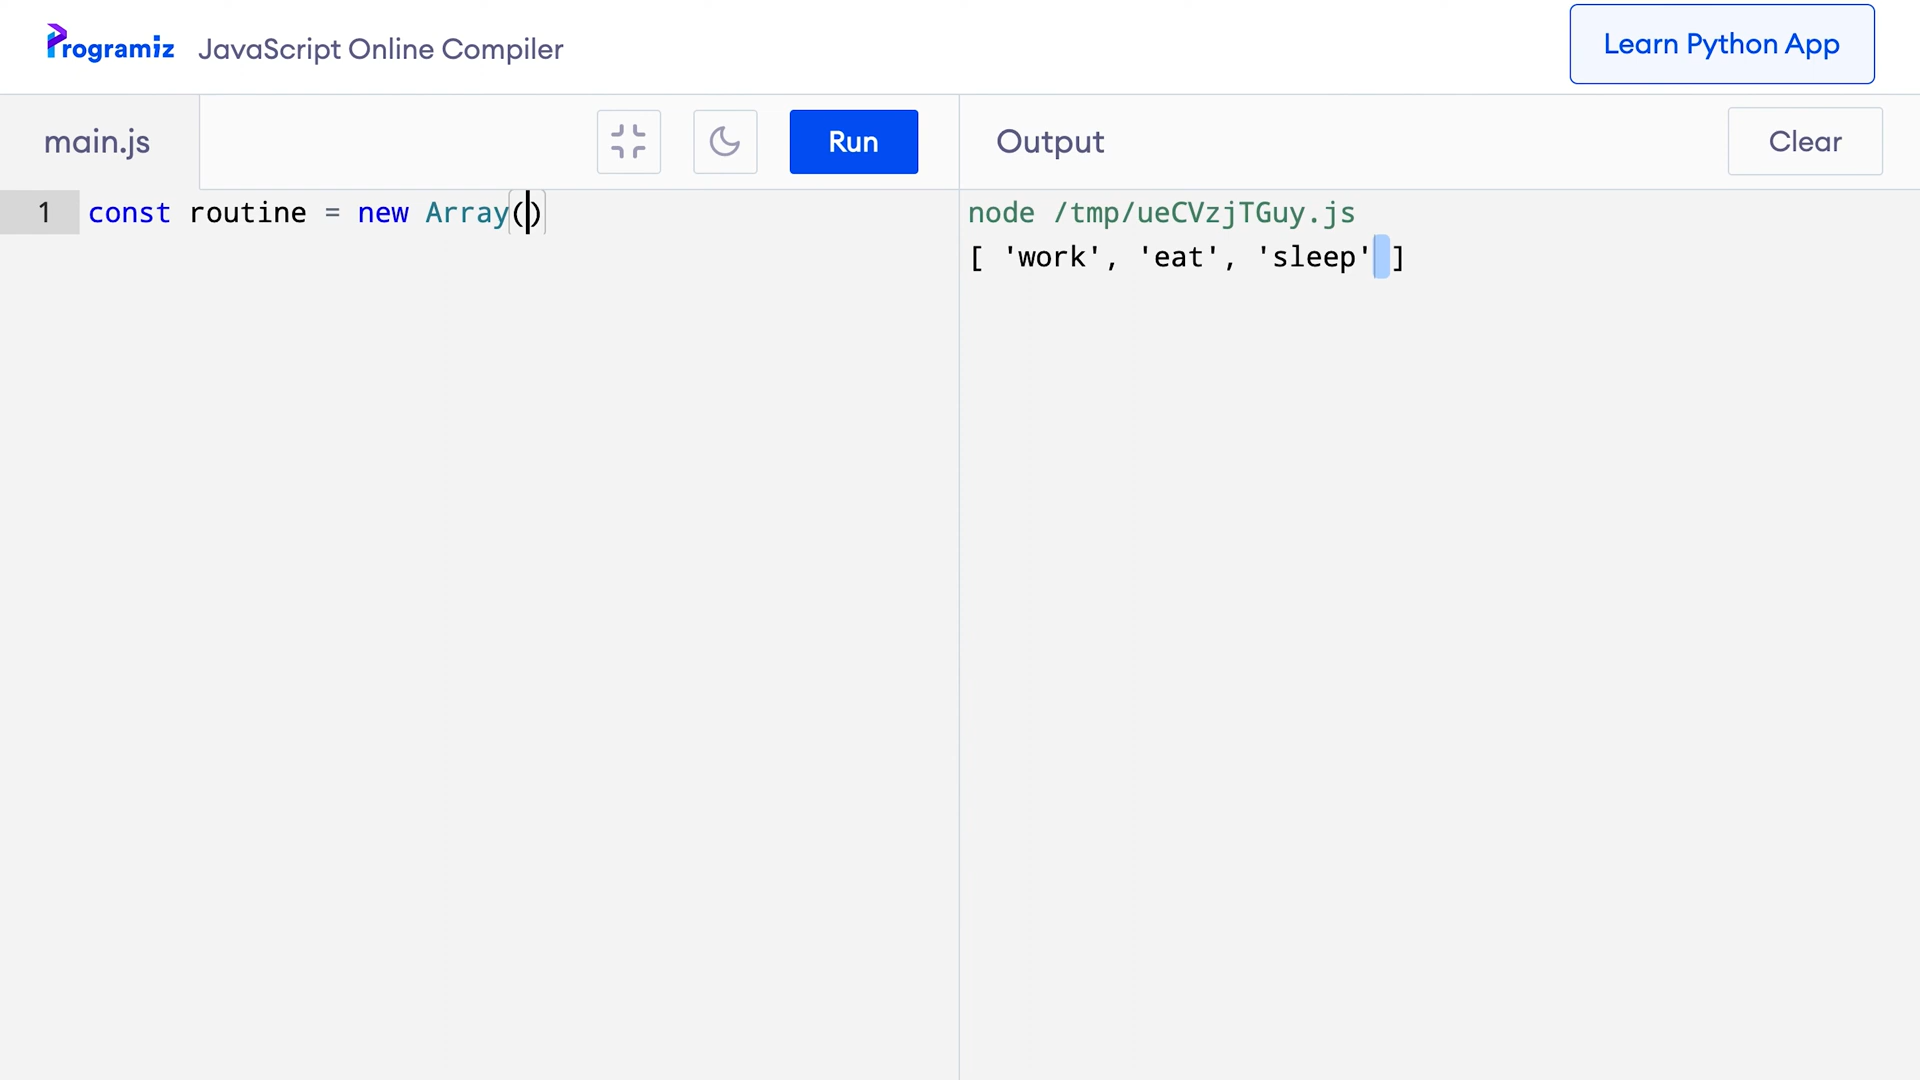 Programiz JavaScript Online Compiler
Learn Python App
main.js
Run
Output
Clear
1 const routine = new Array()
node /tmp/ueCVzjTGuy.js
[ 'work', 'eat', 'sleep' ]